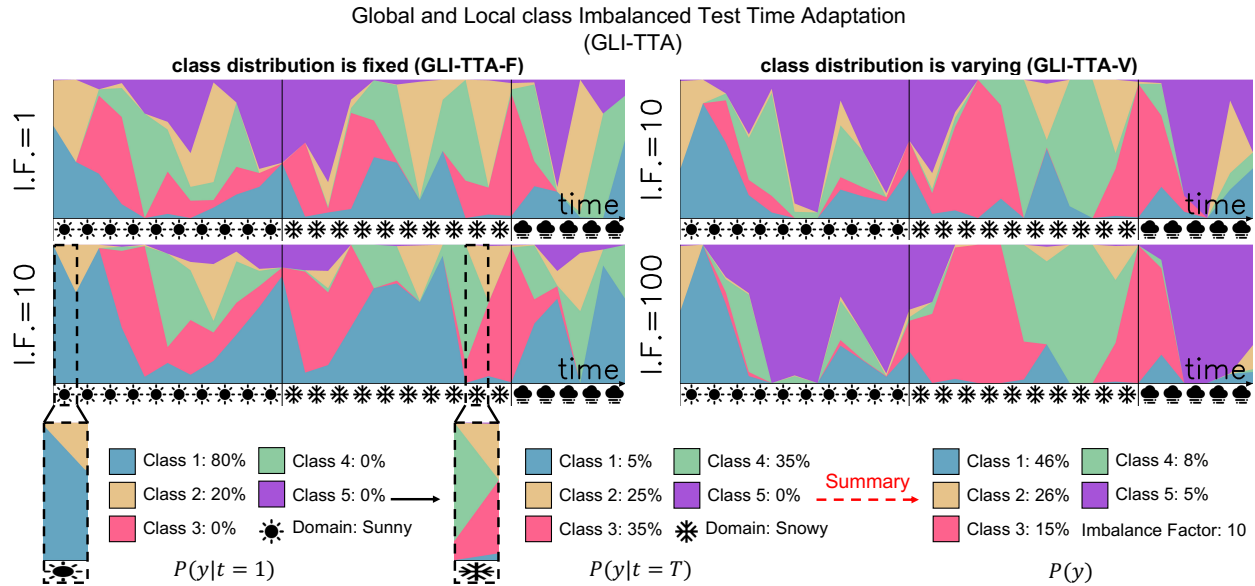 Global and Local class Imbalanced Test Time Adaptation
(GLI-TTA)
class distribution is fixed (GLI-TTA-F)
class distribution is varying (GLI-TTA-V)
I.F.=1
time
I.F.=10
time
I.F.=10
time
I.F.=100
time
Class 1: 80%
Class 4: 0%
Class 2: 20%
Class 5: 0%
Class 3: 0%
Domain: Sunny
P(y|t = 1)
Class 1: 5%
Class 4: 35%
Class 2: 25%
Class 5: 0%
Class 3: 35%
Domain: Snowy
P(y|t = T)
Summary
Class 1: 46%
Class 4: 8%
Class 2: 26%
Class 5: 5%
Class 3: 15%
Imbalance Factor: 10
P(y)